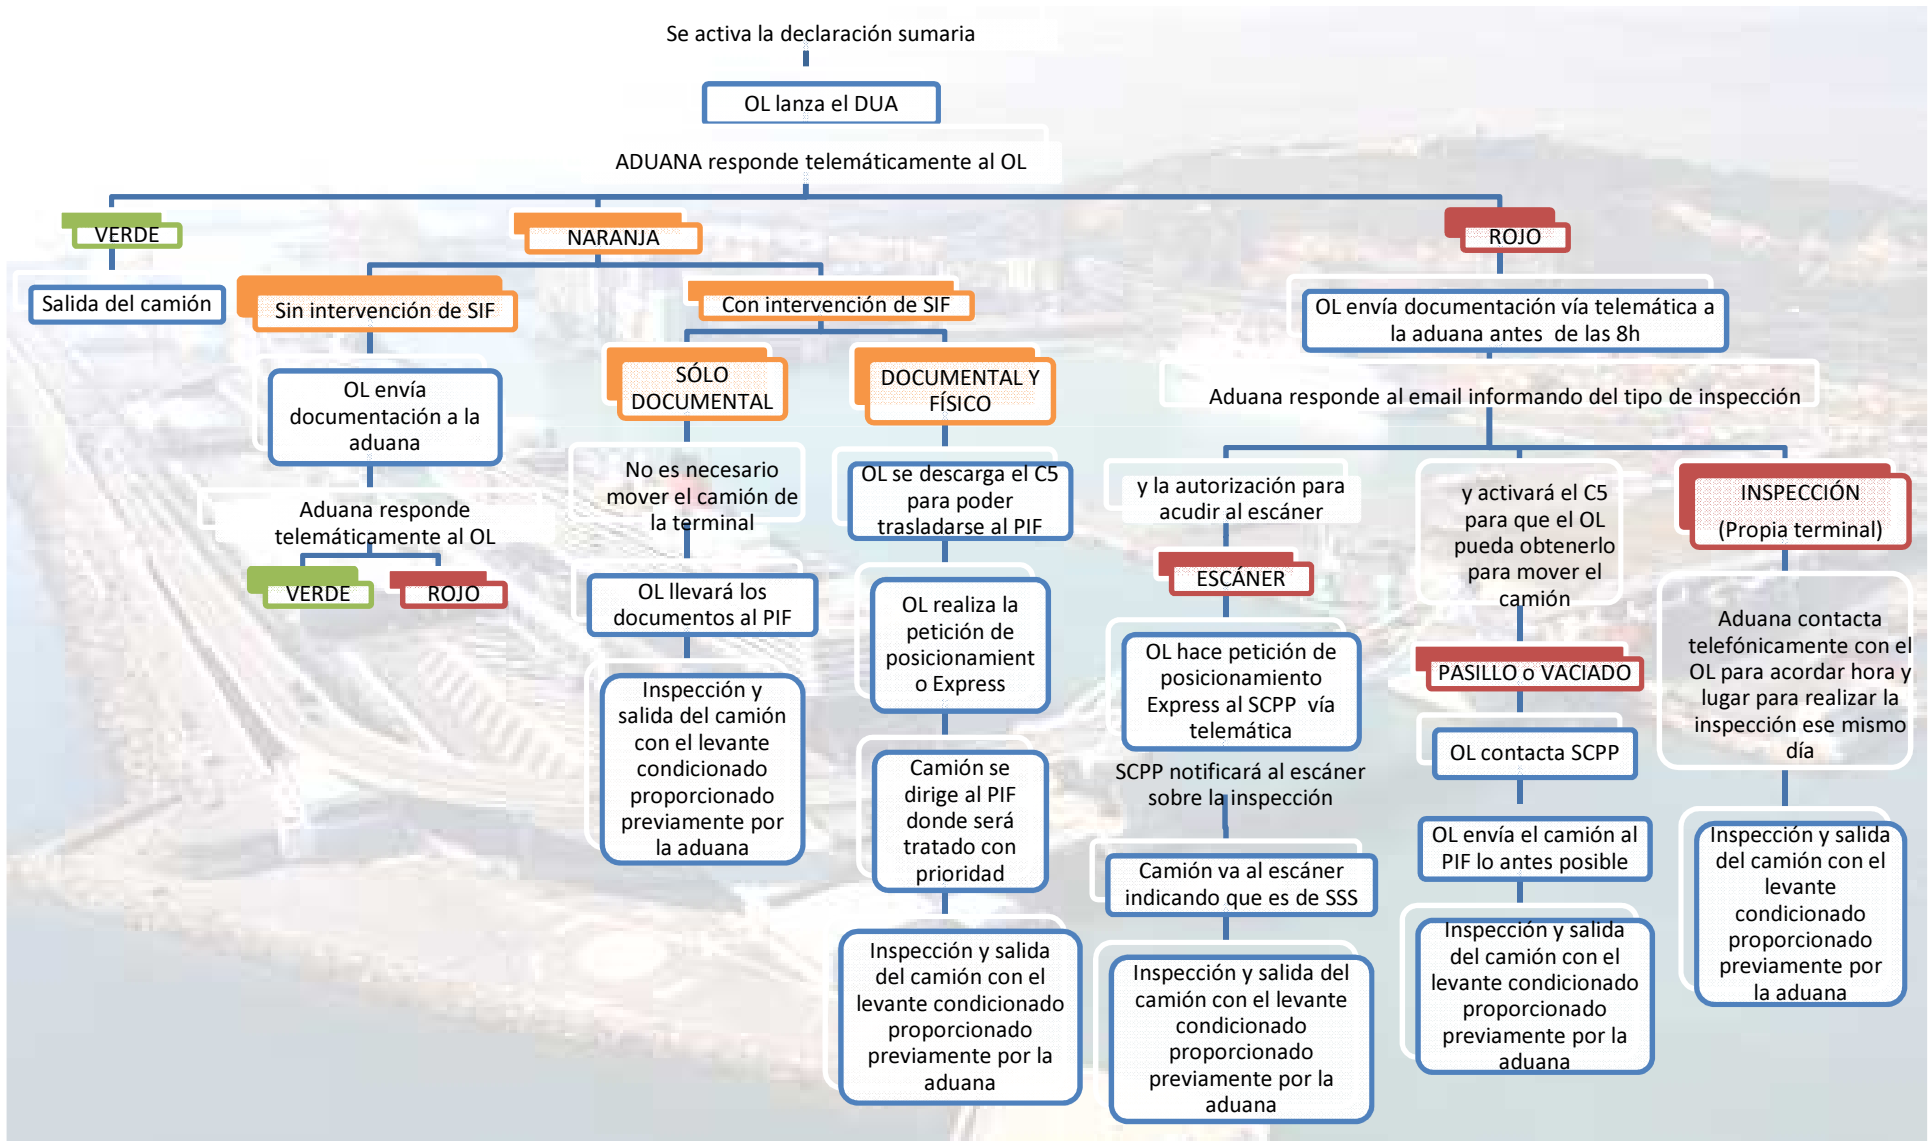 Se activa la declaración sumaria
OL lanza el DUA
ADUANA responde telemáticamente al OL
VERDE
Salida del camión
NARANJA
Sin intervención de SIF
OL envía
documentación a la
aduana
Aduana responde
telemáticamente al OL
VERDE
ROJO
Con intervención de SIF
SÓLO
DOCUMENTAL
No es necesario
mover el camión de
la terminal
OL llevará los
documentos al PIF
Inspección y
salida del camión
con el levante
condicionado
proporcionado
previamente por
la aduana
DOCUMENTAL Y
FÍSICO
OL se descarga el C5
para poder
trasladarse al PIF
OL realiza la
petición de
posicionamient
o Express
Camión se
dirige al PIF
donde será
tratado con
prioridad
Inspección y salida
del camión con el
levante condicionado
proporcionado
previamente por la
aduana
ROJO
OL envía documentación vía telemática a
la aduana antes de las 8h
Aduana responde al email informando del tipo de inspección
y la autorización para
acudir al escáner
ESCÁNER
OL hace petición de
posicionamiento
Express al SCPP vía
telemática
SCPP notificará al escáner
sobre la inspección
Camión va al escáner
indicando que es de SSS
Inspección y salida del
camión con el levante
condicionado
proporcionado
previamente por la
aduana
y activará el C5
para que el OL
pueda obtenerlo
para mover el
camión
PASILLO o VACIADO
OL contacta SCPP
OL envía el camión al
PIF lo antes posible
Inspección y salida
del camión con el
levante condicionado
proporcionado
previamente por la
aduana
INSPECCIÓN
(Propia terminal)
Aduana contacta
telefónicamente con el
OL para acordar hora y
lugar para realizar la
inspección ese mismo
día
Inspección y salida
del camión con el
levante
condicionado
proporcionado
previamente por
la aduana